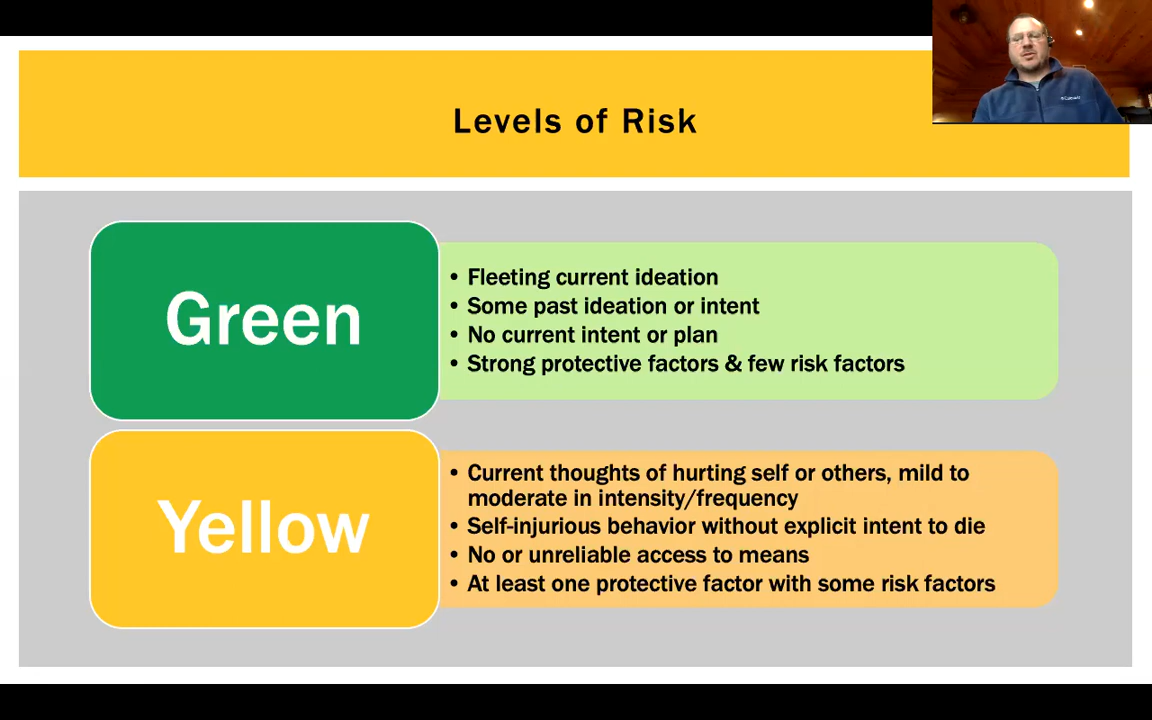 Levels of Risk
Green
• Fleeting current ideation
• Some past ideation or intent
• No current intent or plan
• Strong protective factors & few risk factors
Yellow
• Current thoughts of hurting self or others, mild to
moderate in intensity/frequency
• Self-injurious behavior without explicit intent to die
• No or unreliable access to means
• At least one protective factor with some risk factors